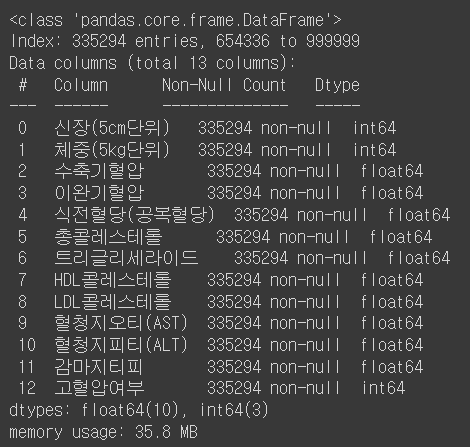 <class 'pandas.core.frame.DataFrame'>
Index: 335294 entries, 654336 to 999999
Data columns (total 13 columns):
 #   Column        Non-Null Count   Dtype
---  ------        --------------   -----
 0   신장(5cm단위)   335294 non-null  int64
 1   체중(5kg단위)   335294 non-null  int64
 2   수축기혈압        335294 non-null  float64
 3   이완기혈압        335294 non-null  float64
 4   식전혈당(공복혈당)  335294 non-null  float64
 5   총콜레스테롤       335294 non-null  float64
 6   트리글리세라이드     335294 non-null  float64
 7   HDL콜레스테롤    335294 non-null  float64
 8   LDL콜레스테롤    335294 non-null  float64
 9   혈청지오티(AST)   335294 non-null  float64
 10  혈청지피티(ALT)   335294 non-null  float64
 11  감마지티피        335294 non-null  float64
 12  고혈압여부        335294 non-null  int64
dtypes: float64(10), int64(3)
memory usage: 35.8 MB